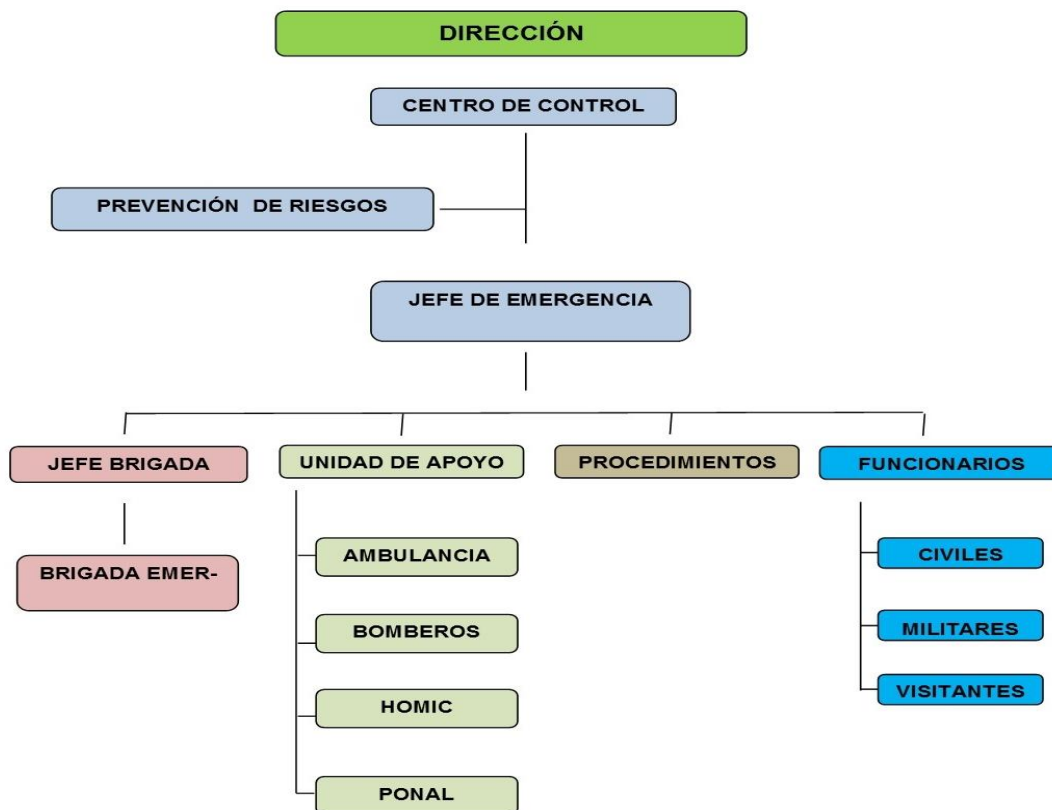 DIRECCIÓN
CENTRO DE CONTROL
PREVENCIÓN DE RIESGOS
JEFE DE EMERGENCIA
JEFE BRIGADA
UNIDAD DE APOYO
PROCEDIMIENTOS
FUNCIONARIOS
BRIGADA EMER-
AMBULANCIA
BOMBEROS
HOMIC
PONAL
CIVILES
MILITARES
VISITANTES